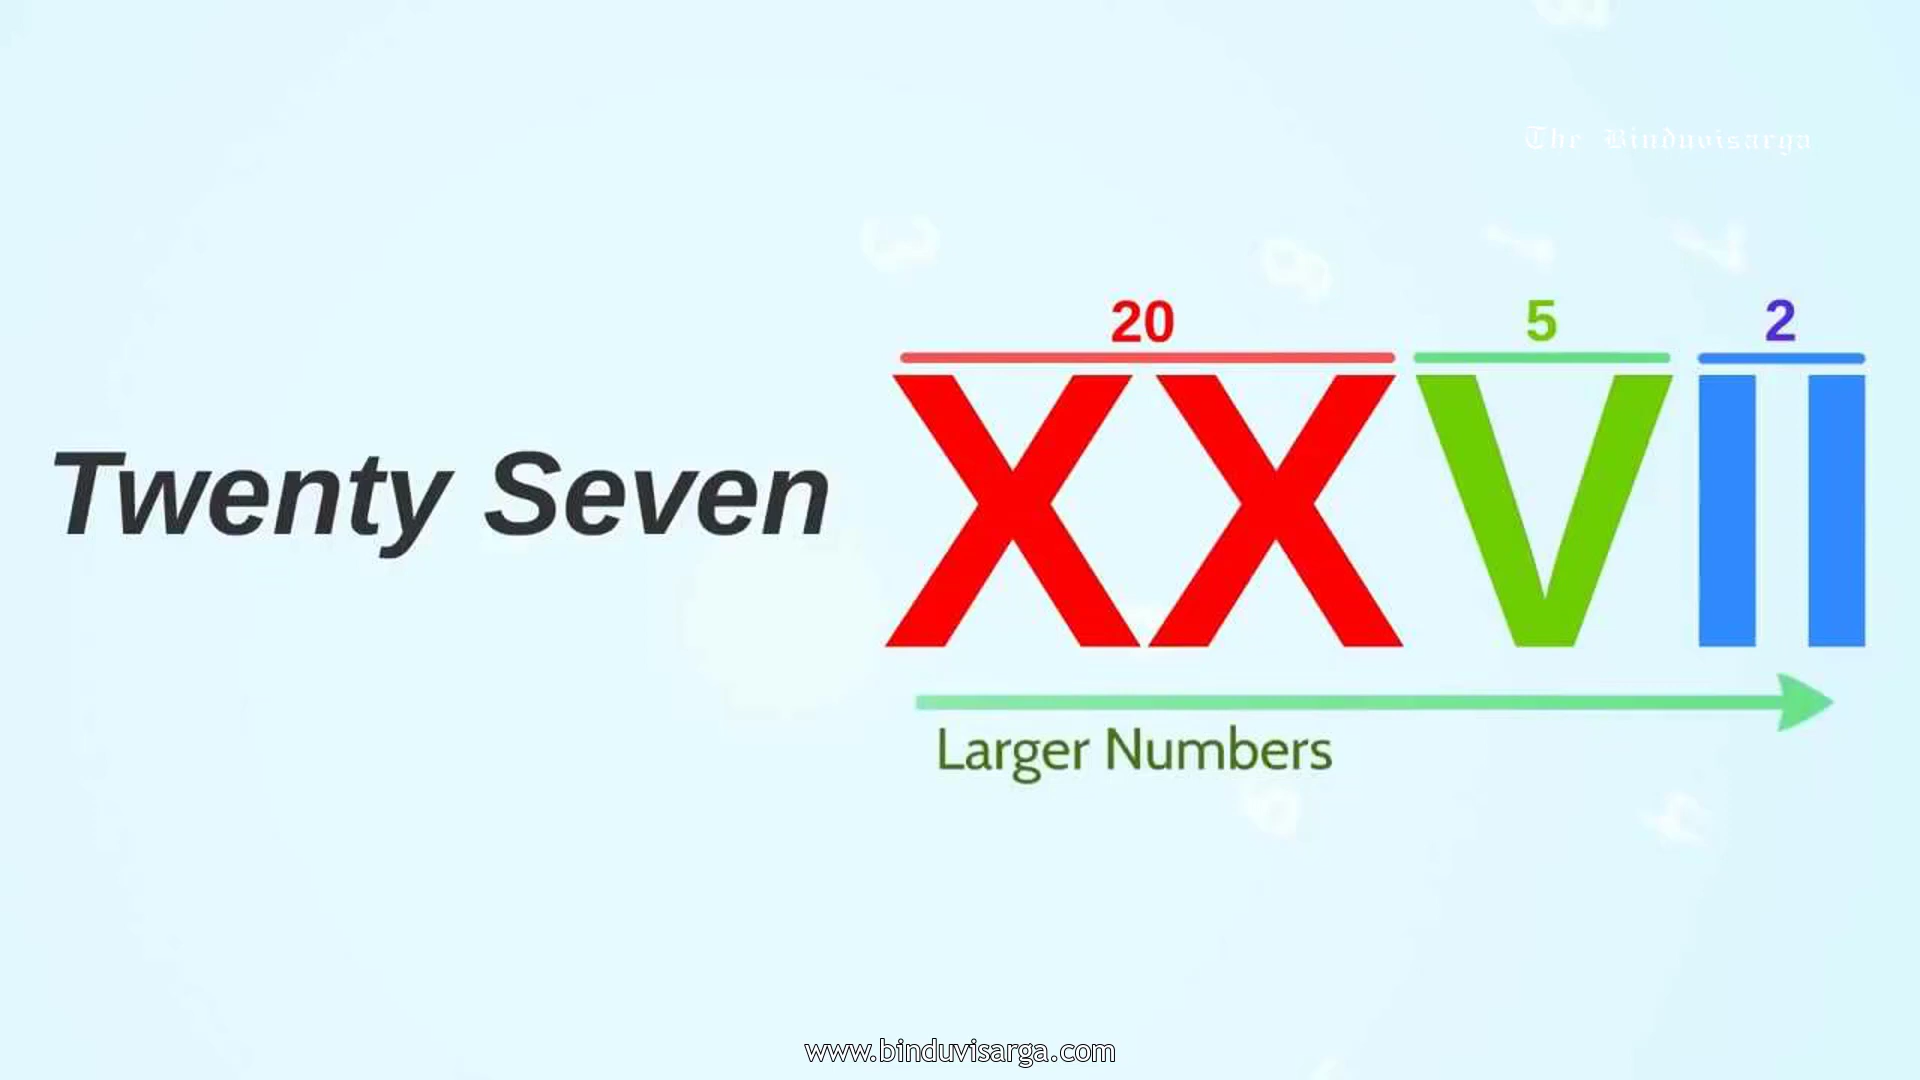 The Binduvisarga
20 5 2
Twenty Seven XXVII
Larger Numbers
www.binduvisarga.com